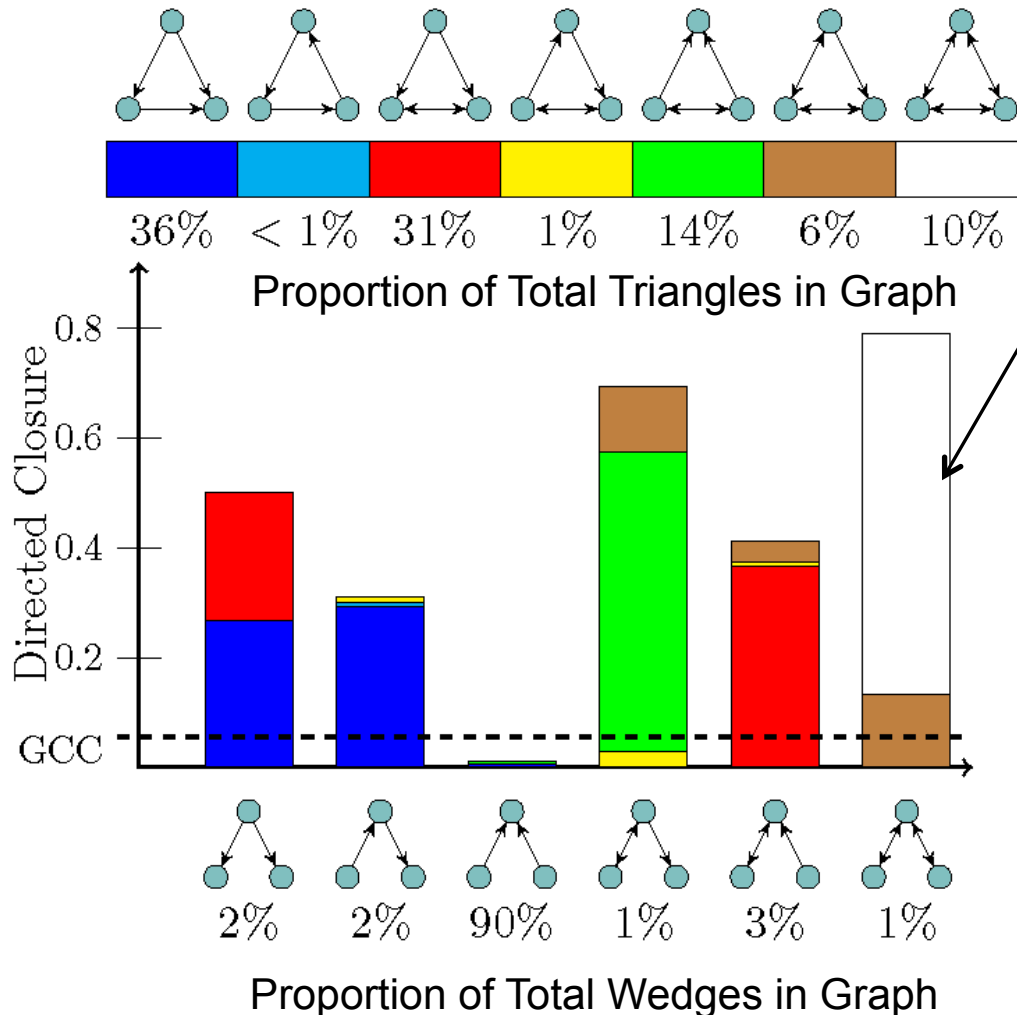 36% < 1% 31% 1% 14% 6% 10%
Proportion of Total Triangles in Graph
Directed Closure
0.8
0.6
0.4
0.2
GCC
2% 2% 90% 1% 3% 1%
Proportion of Total Wedges in Graph